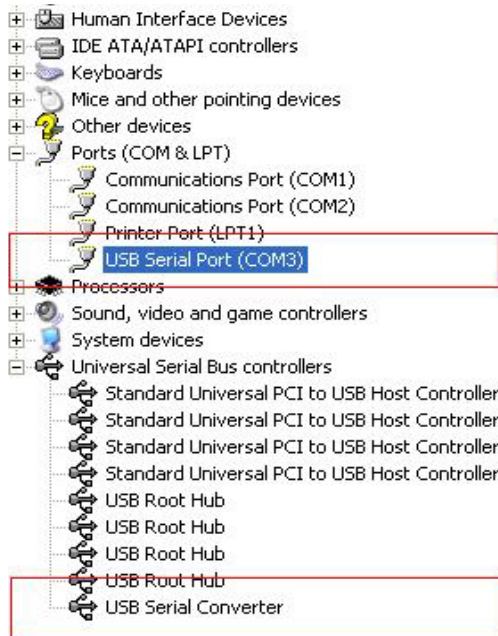 Human Interface Devices
IDE ATA/ATAPI controllers
Keyboards
Mice and other pointing devices
Other devices
Ports (COM & LPT)
Communications Port (COM1)
Communications Port (COM2)
Printer Port (LPT1)
USB Serial Port (COM3)
Processors
Sound, video and game controllers
System devices
Universal Serial Bus controllers
Standard Universal PCI to USB Host Controller
Standard Universal PCI to USB Host Controller
Standard Universal PCI to USB Host Controller
Standard Universal PCI to USB Host Controller
USB Root Hub
USB Root Hub
USB Root Hub
USB Root Hub
USB Serial Converter